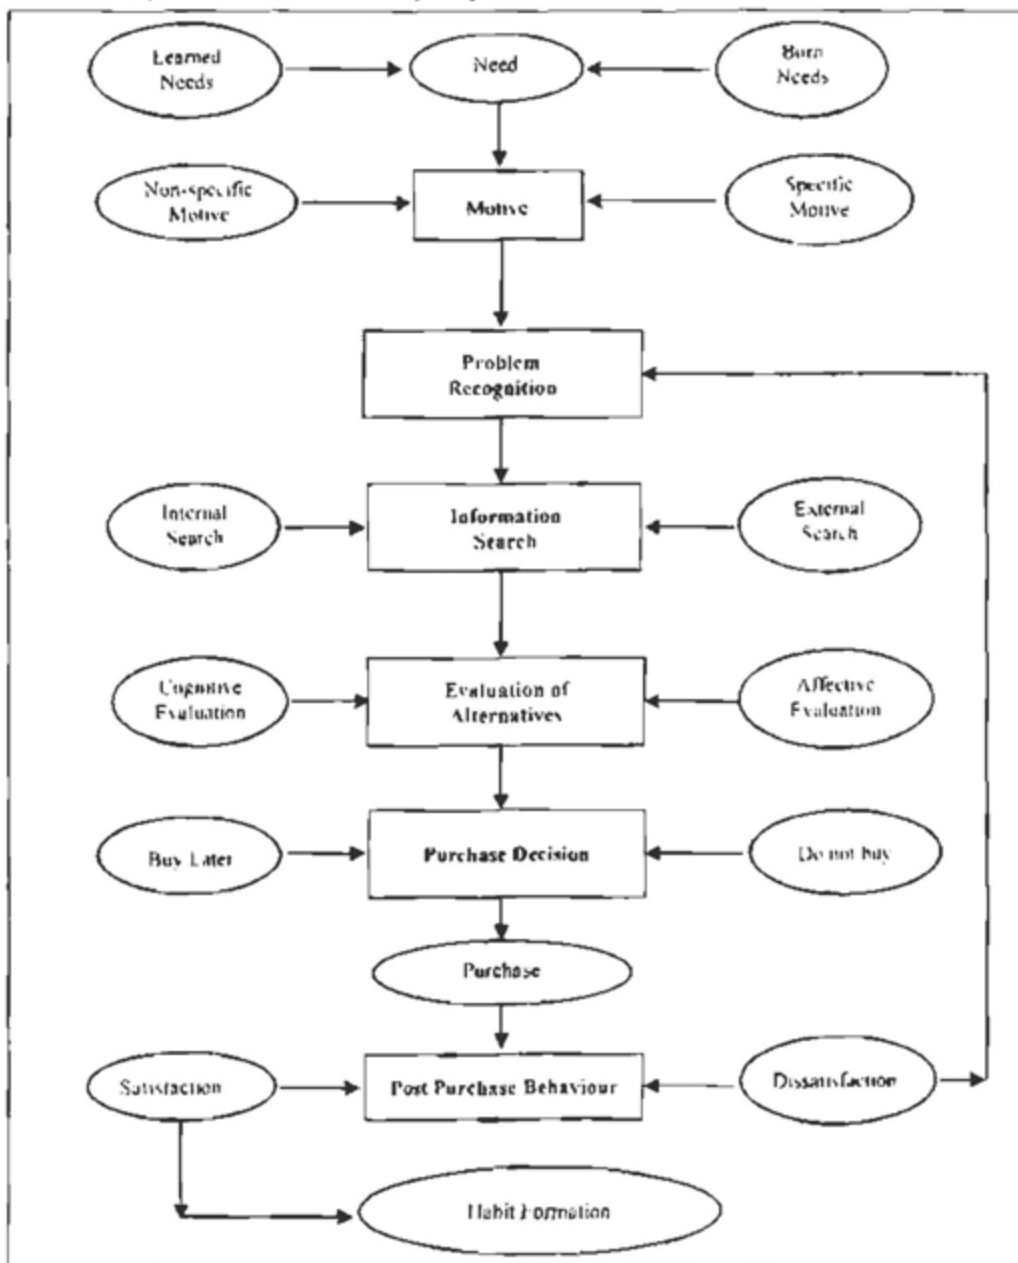 Learned
Needs
Need
Born
Needs
Non-specific
Motive
Motive
Specific
Motive
Problem
Recognition
Internal
Search
Information
Search
External
Search
Cognitive
Evaluation
Evaluation of
Alternatives
Affective
Evaluation
Buy Later
Purchase Decision
Do not buy
Purchase
Satisfaction
Post Purchase Behaviour
Dissatisfaction
Habit Formation